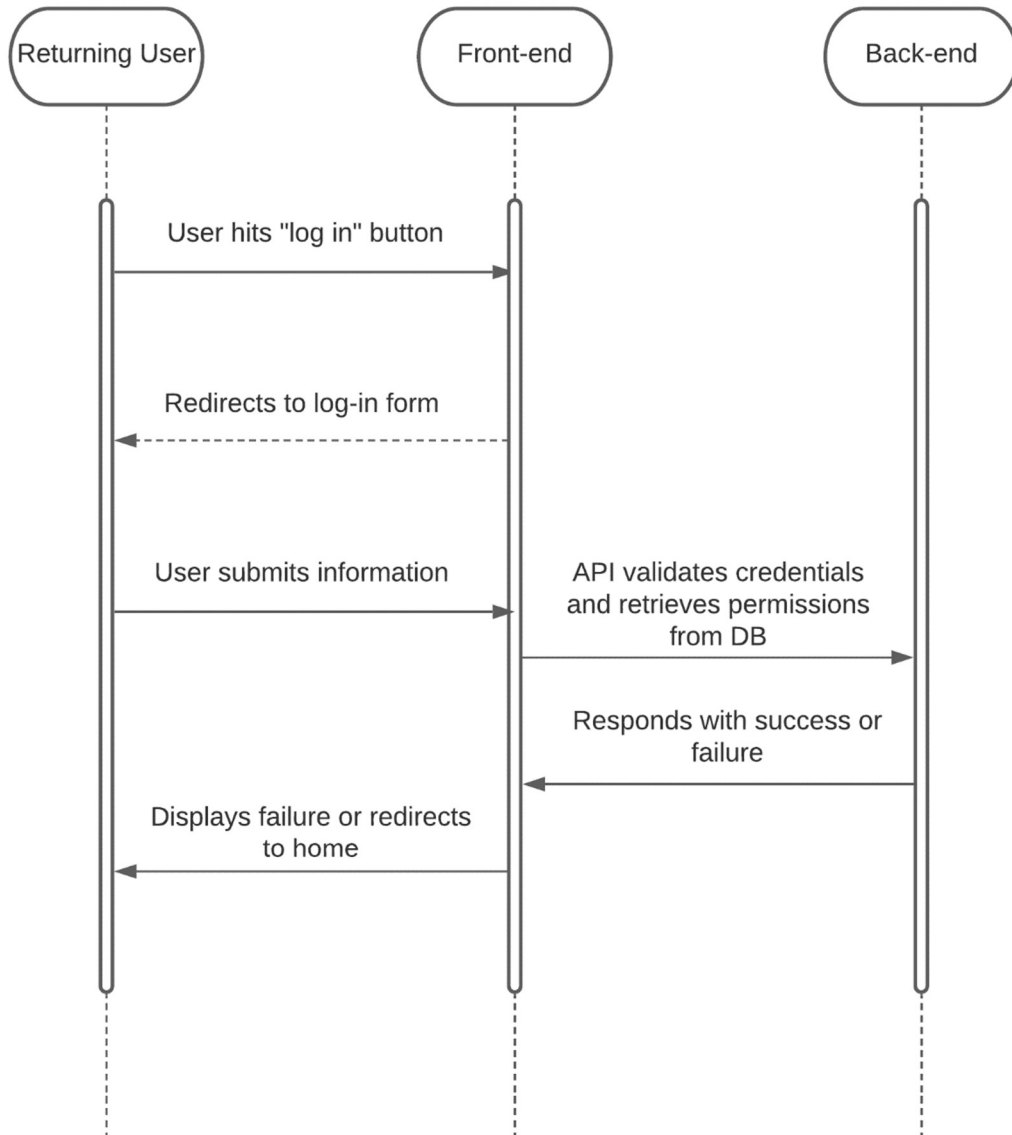 Returning User
Front-end
Back-end
User hits "log in" button
Redirects to log-in form
User submits information
API validates credentials
and retrieves permissions
from DB
Responds with success or
failure
Displays failure or redirects
to home